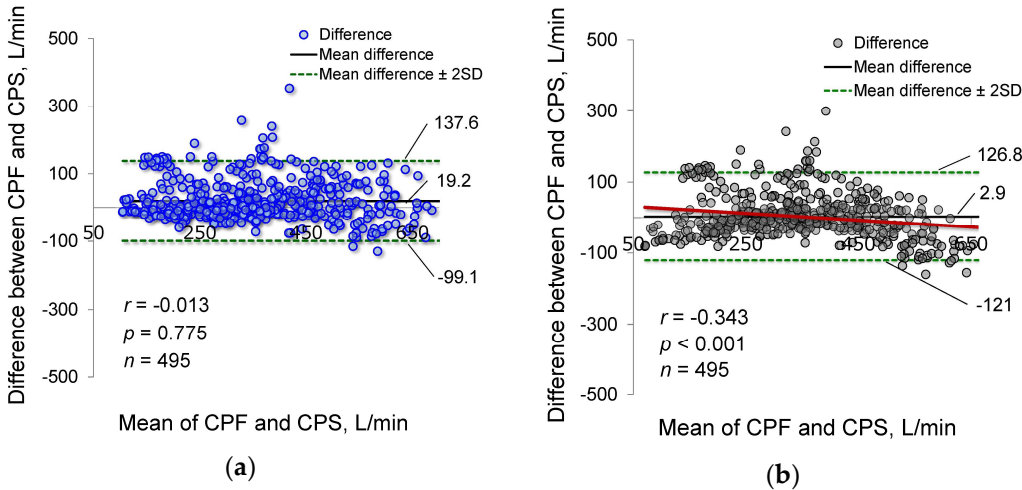 Difference between CPF and CPS, L/min
500
300
100
-100
-300
-500
50
250
450
650
Difference
Mean difference
Mean difference ± 2SD
137.6
19.2
-99.1
r = -0.013
p = 0.775
n = 495
Mean of CPF and CPS, L/min
(a)
Difference between CPF and CPS, L/min
500
300
100
-100
-300
-500
50
250
450
650
Difference
Mean difference
Mean difference ± 2SD
126.8
2.9
-121
r = -0.343
p < 0.001
n = 495
Mean of CPF and CPS, L/min
(b)